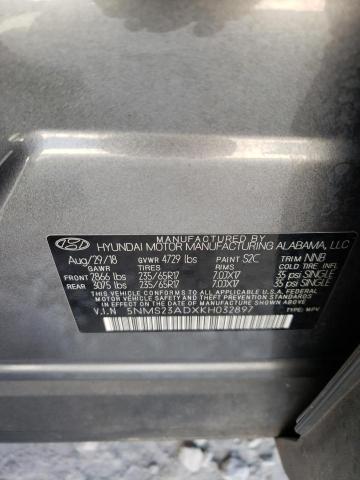 MANUFACTURED BY
HYUNDAI MOTOR MANUFACTURING ALABAMA, LLC
Aug/29/18 GVWR 4729 lbs PAINT S2C TRIM NNB
GAWR TIRES RIMS COLD TIRE INFL
FRONT 2866 lbs 235/65R17 7.0JX17 35 psi SINGLE
REAR 3075 lbs 235/65R17 7.0JX17 35 psi SINGLE
THIS VEHICLE CONFORMS TO ALL APPLICABLE U.S.A. FEDERAL
MOTOR VEHICLE SAFETY AND THEFT PREVENTION STANDARDS
IN EFFECT ON THE DATE OF MANUFACTURE SHOWN ABOVE.
V.I.N 5NMS23ADXKH032897 TYPE: MPV